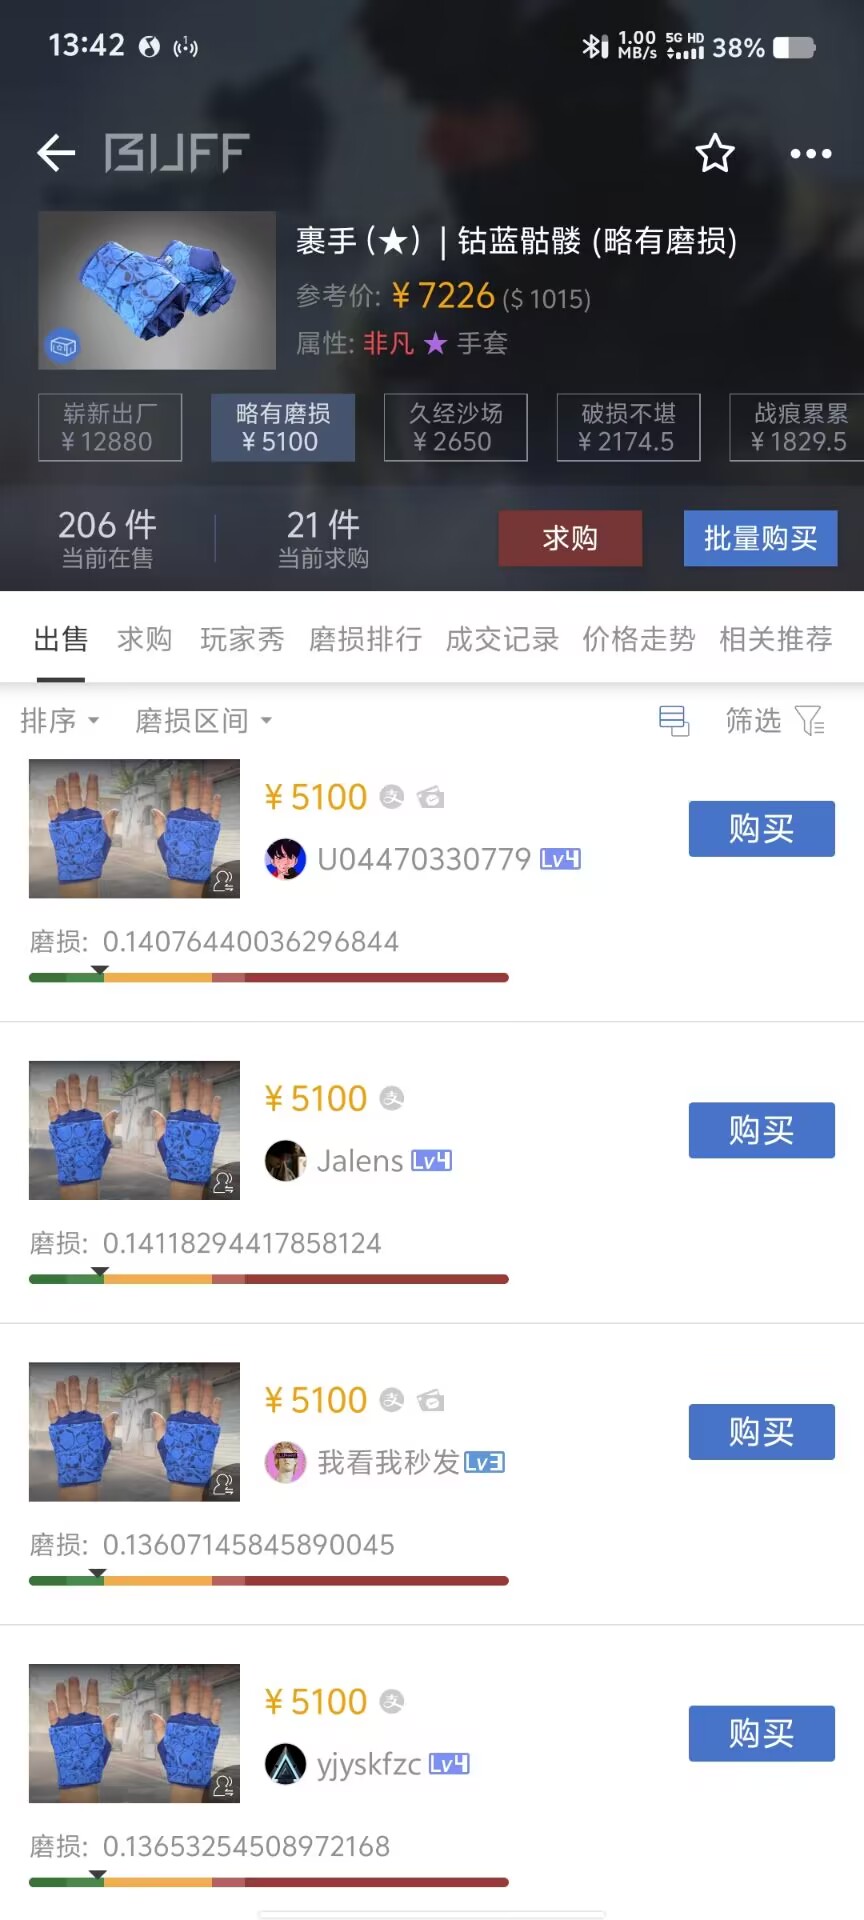 13:42
1.00 MB/s 5G HD 38%
BUFF
裹手 (★) | 钴蓝骷髅 (略有磨损)
参考价: ¥ 7226 ($ 1015)
属性: 非凡 ★ 手套
崭新出厂 略有磨损 久经沙场 破损不堪 战痕累累
¥ 12880 ¥ 5100 ¥ 2650 ¥ 2174.5 ¥ 1829.5
206 件 21 件 求购 批量购买
当前在售 当前求购
出售 求购 玩家秀 磨损排行 成交记录 价格走势 相关推荐
排序 磨损区间 筛选
¥ 5100 支
U04470330779 Lv4
购买
磨损: 0.14076440036296844
¥ 5100 支
Jalens Lv4
购买
磨损: 0.14118294417858124
¥ 5100 支
我看我秒发 Lv3
购买
磨损: 0.13607145845890045
¥ 5100 支
yjyskfzc Lv4
购买
磨损: 0.13653254508972168